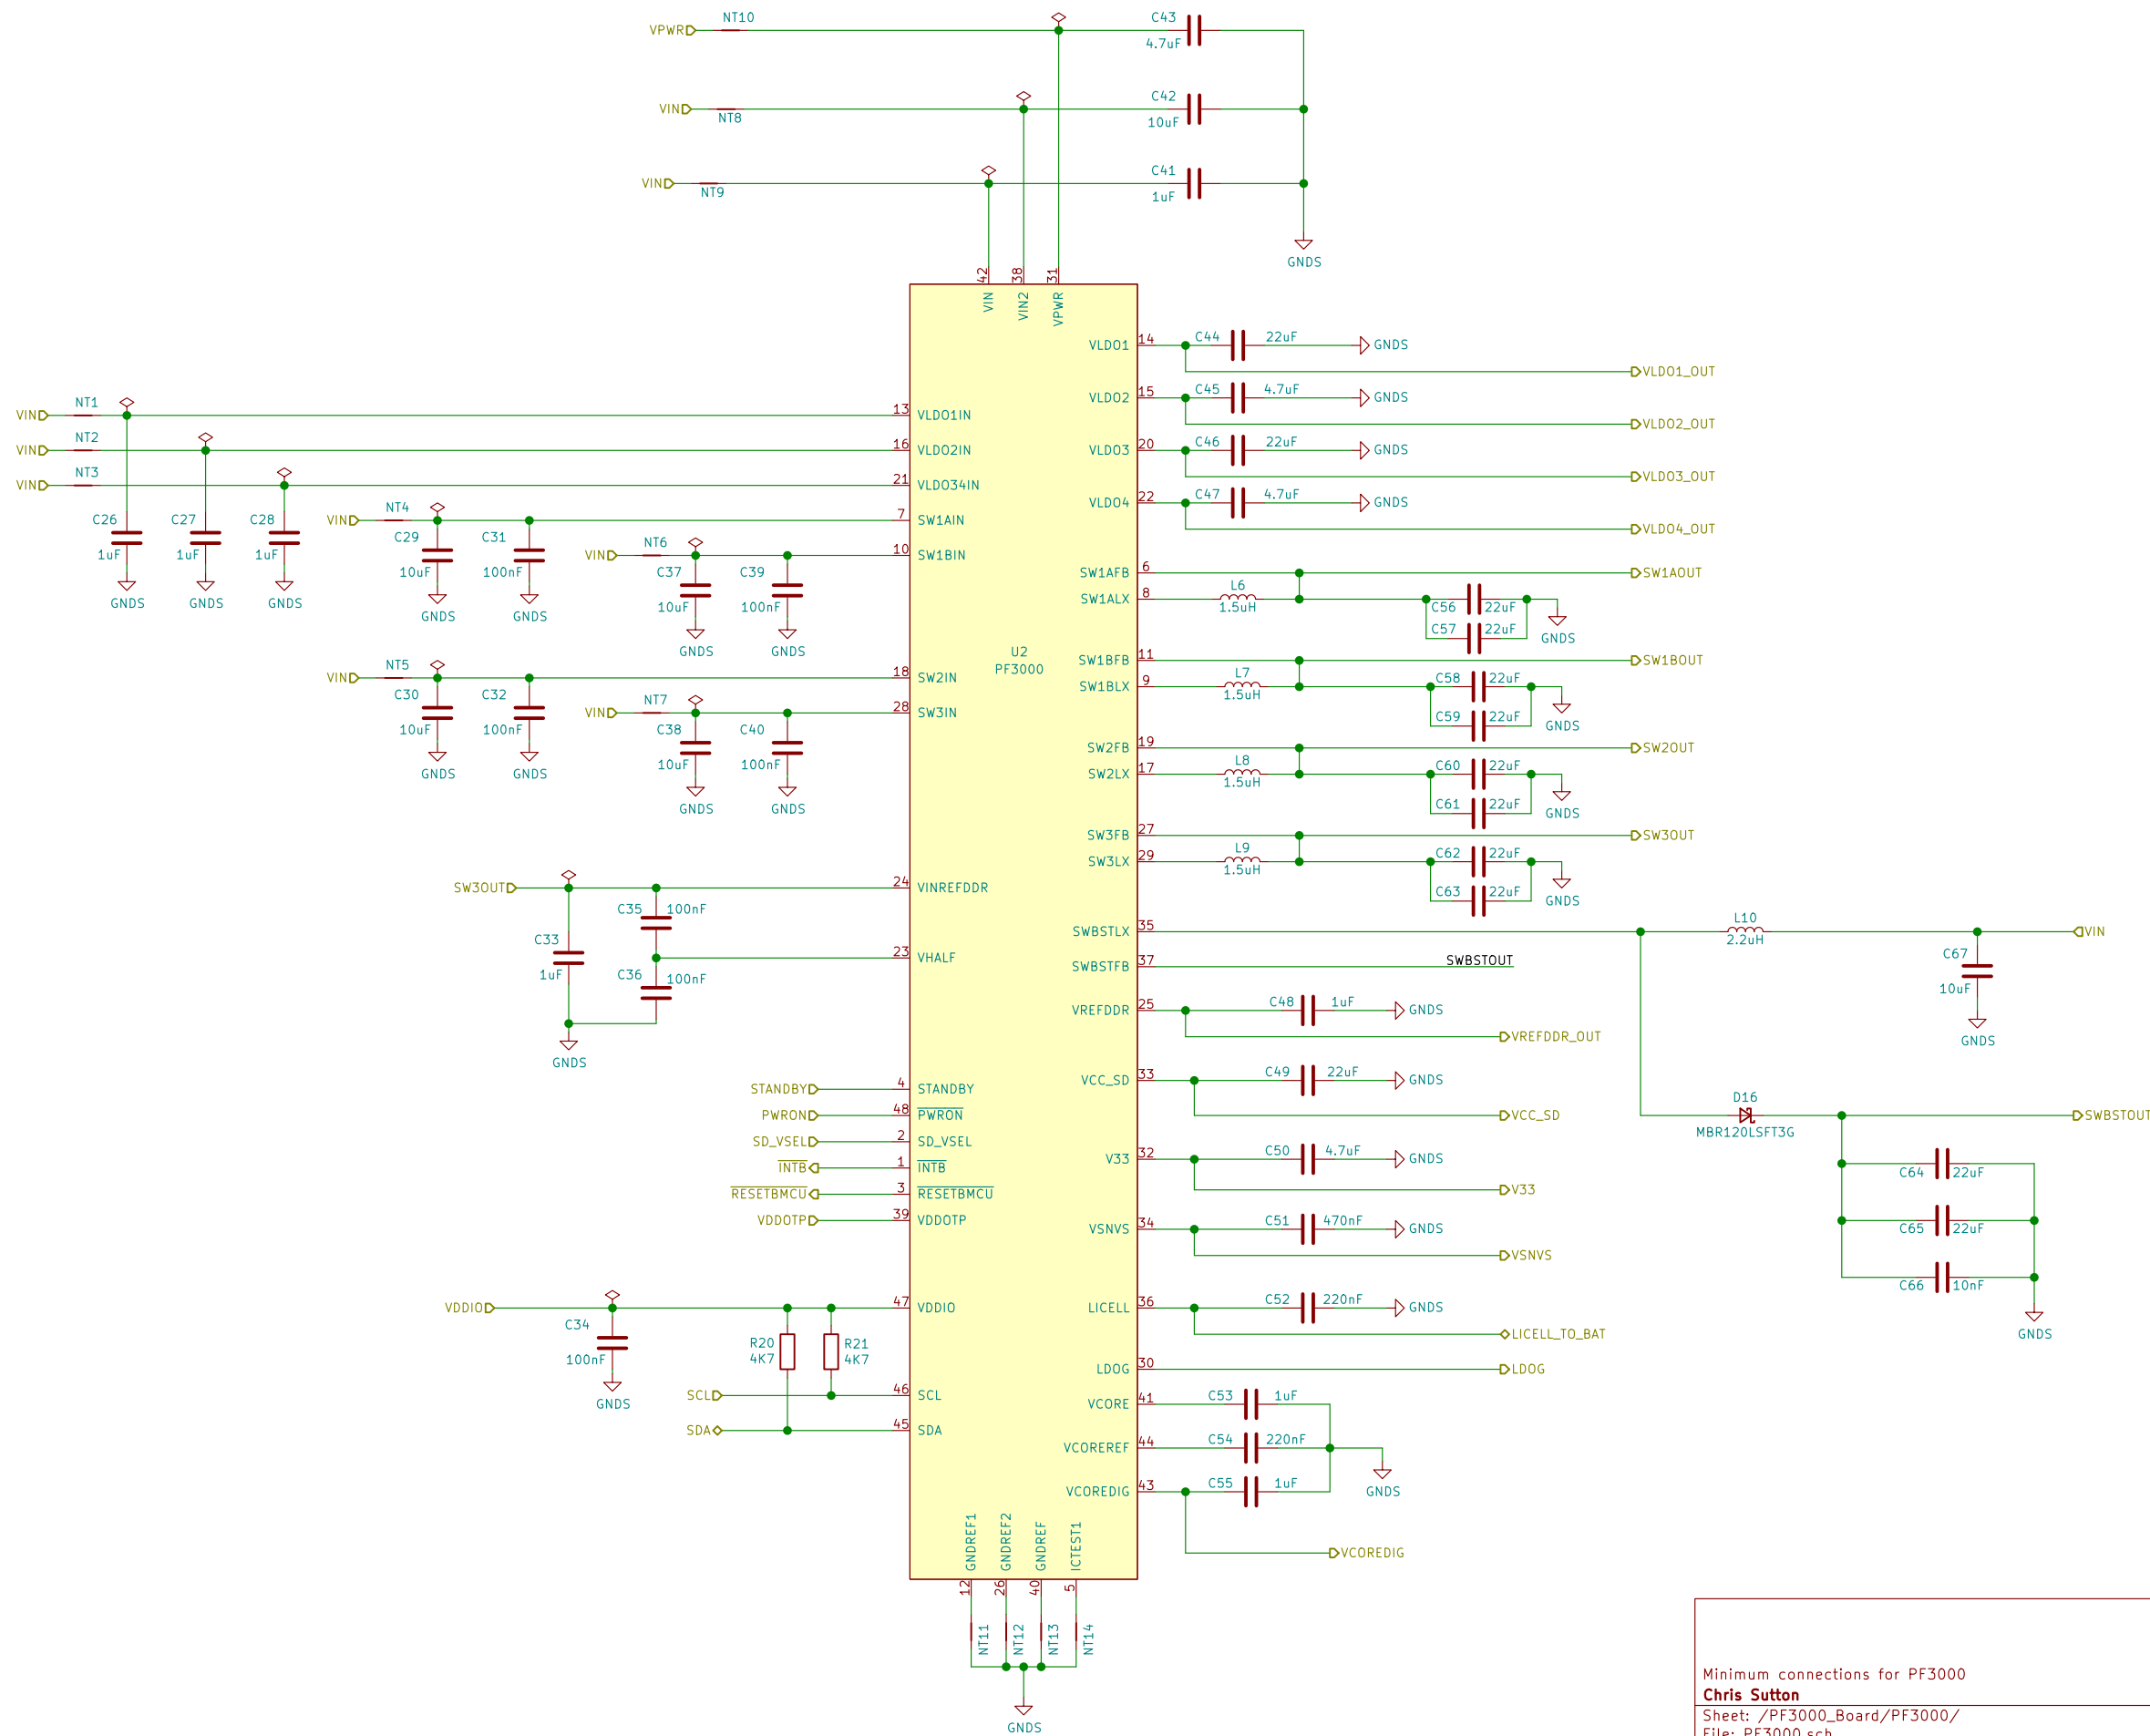 VPWR NT10 C43 4.7uF
VIN NT8 C42 10uF
VIN NT9 C41 1uF
GNDS
42 38 31
VIN VIN2 VPWR
VLDO1 14 C44 22uF GNDS
VLDO1_OUT
VLDO2 15 C45 4.7uF GNDS
VLDO2_OUT
VLDO3 20 C46 22uF GNDS
VLDO3_OUT
VLDO4 22 C47 4.7uF GNDS
VLDO4_OUT
VIN NT1 13 VLDO1IN
VIN NT2 16 VLDO2IN
VIN NT3 21 VLDO34IN
C26 1uF GNDS
C27 1uF GNDS
C28 1uF GNDS
VIN NT4 7 SW1AIN
C29 10uF GNDS
C31 100nF GNDS
VIN NT6 10 SW1BIN
C37 10uF GNDS
C39 100nF GNDS
VIN NT5 18 SW2IN
C30 10uF GNDS
C32 100nF GNDS
VIN NT7 28 SW3IN
C38 10uF GNDS
C40 100nF GNDS
U2
PF3000
SW1AFB 6 SW1AOUT
SW1ALX 8 L6 1.5uH
C56 22uF
C57 22uF
GNDS
SW1BFB 11 SW1BOUT
SW1BLX 9 L7 1.5uH
C58 22uF
C59 22uF
GNDS
SW2FB 19 SW2OUT
SW2LX 17 L8 1.5uH
C60 22uF
C61 22uF
GNDS
SW3FB 27 SW3OUT
SW3LX 29 L9 1.5uH
C62 22uF
C63 22uF
GNDS
SW3OUT 24 VINREFDDR
C35 100nF
C33 1uF
23 VHALF
C36 100nF
GNDS
SWBSTLX 35 L10 2.2uH VIN
C67 10uF GNDS
SWBSTFB 37 SWBSTOUT
VREFDDR 25 C48 1uF GNDS
VREFDDR_OUT
VCC_SD 33 C49 22uF GNDS
VCC_SD
D16
MBR120LSFT3G
SWBSTOUT
C64 22uF
C65 22uF
C66 10nF
GNDS
V33 32 C50 4.7uF GNDS
V33
VSNVS 34 C51 470nF GNDS
VSNVS
LICELL 36 C52 220nF GNDS
LICELL_TO_BAT
LDOG 30 LDOG
VCORE 41 C53 1uF
VCOREREF 44 C54 220nF
VCOREDIG 43 C55 1uF
GNDS
VCOREDIG
STANDBY 4 STANDBY
PWRON 48 PWRON
SD_VSEL 2 SD_VSEL
INTB 1 INTB
RESETBMCU 3 RESETBMCU
VDDOTP 39 VDDOTP
VDDIO 47 VDDIO
C34 100nF GNDS
R20 4K7
R21 4K7
SCL 46 SCL
SDA 45 SDA
GNDREF1 GNDREF2 GNDREF ICTEST1
12 26 40 5
NT11 NT12 NT13 NT14
GNDS
Minimum connections for PF3000
Chris Sutton
Sheet: /PF3000_Board/PF3000/
File: PF3000.sch